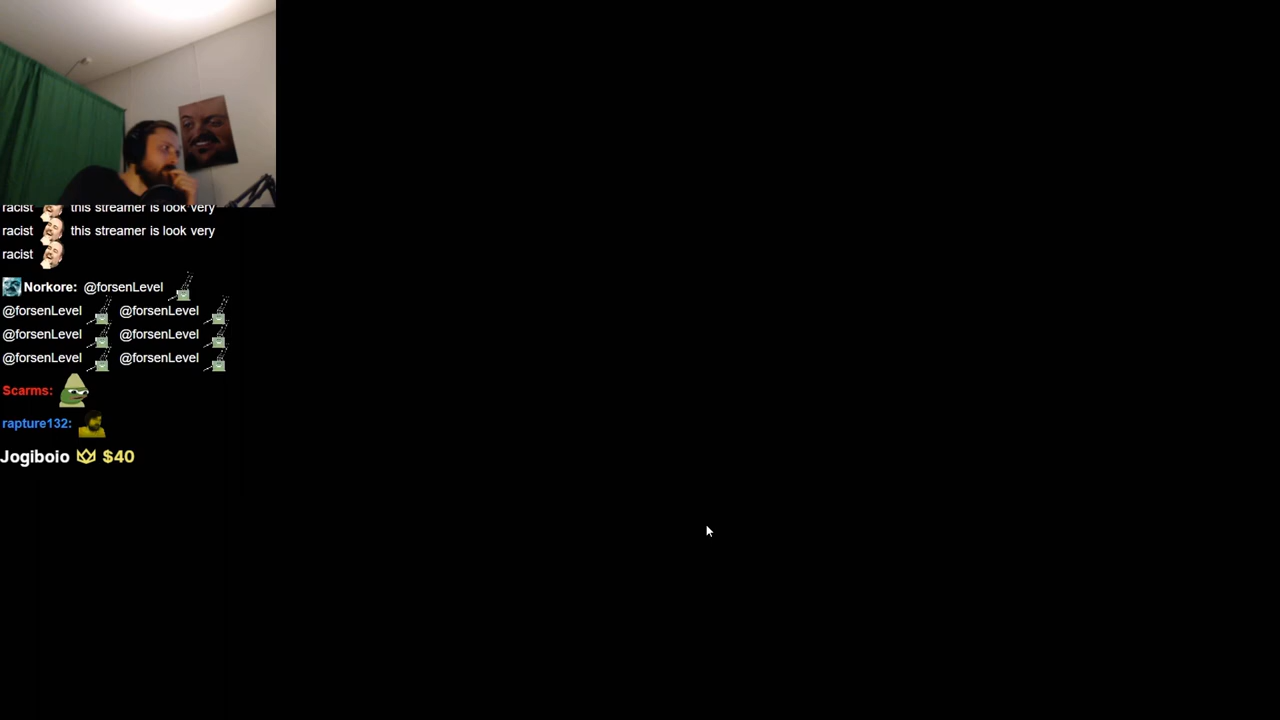 racist this streamer is look very
racist this streamer is look very
racist
Norkore: @forsenLevel
@forsenLevel @forsenLevel
@forsenLevel @forsenLevel
@forsenLevel @forsenLevel
Scarms:
rapture132:
Jogiboio $40